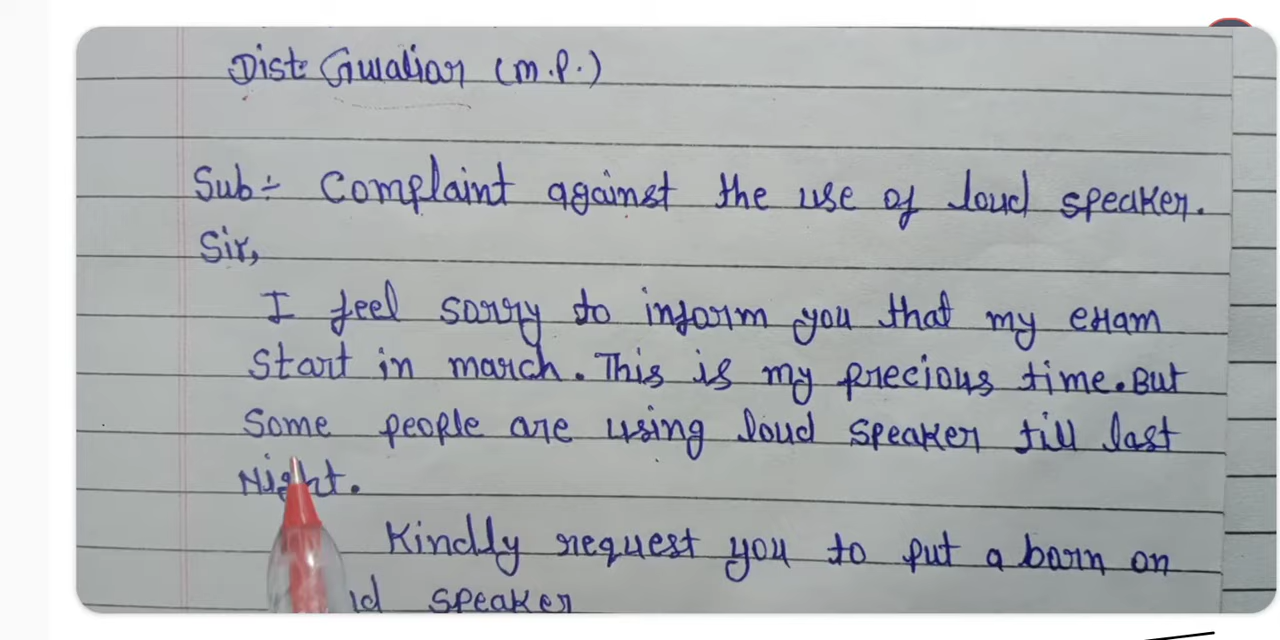 Dist: Gwalior (M.P.)
Sub:- Complaint against the use of loud speaker.
Sir,
I feel sorry to inform you that my exam
start in march. This is my precious time. But
some people are using loud speaker till last
Night.
Kindly request you to put a barn on
speaker